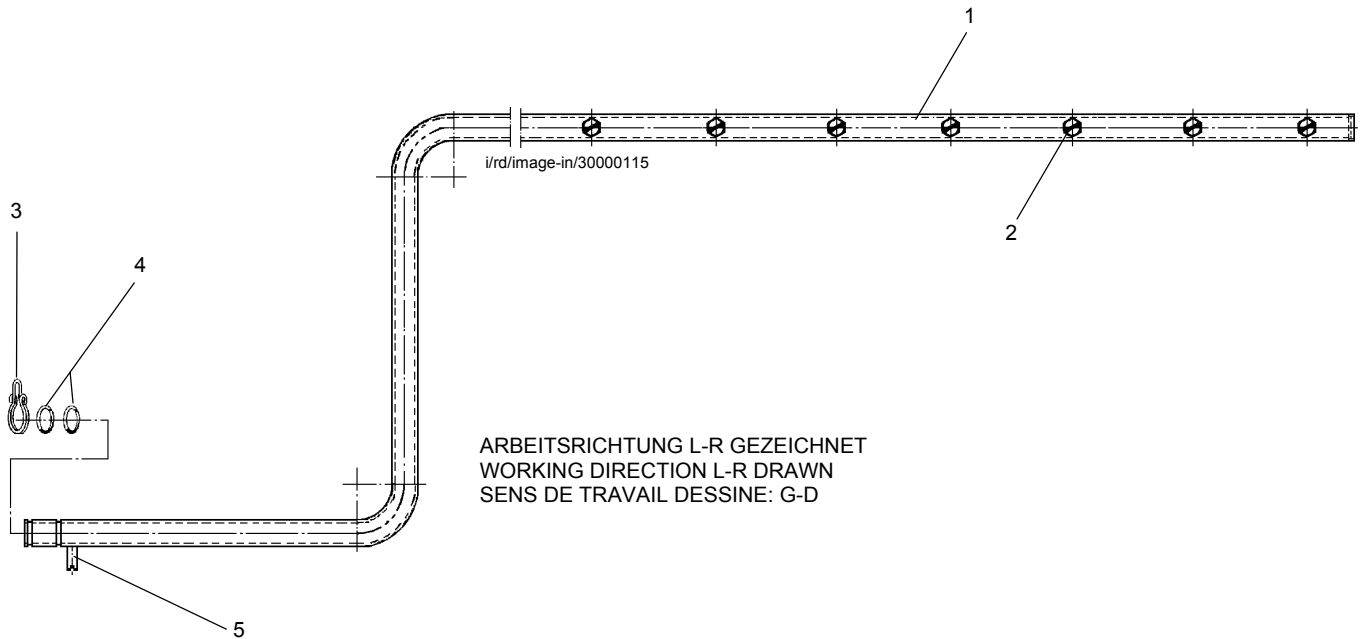 1
i/rd/image-in/30000115
2
3
4
ARBEITSRICHTUNG L-R GEZEICHNET
WORKING DIRECTION L-R DRAWN
SENS DE TRAVAIL DESSINE: G-D
5